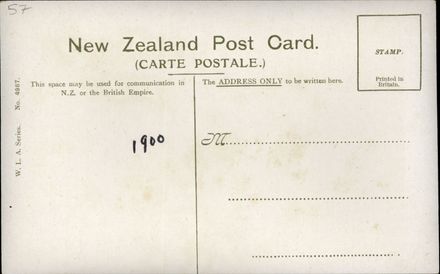 57
New Zealand Post Card.
(CARTE POSTALE.)
STAMP.
Printed in
Britain.
This space may be used for communication in
N.Z. or the British Empire.
The ADDRESS ONLY to be written here.
W. L. A. Series. No. 4987.
1900
M